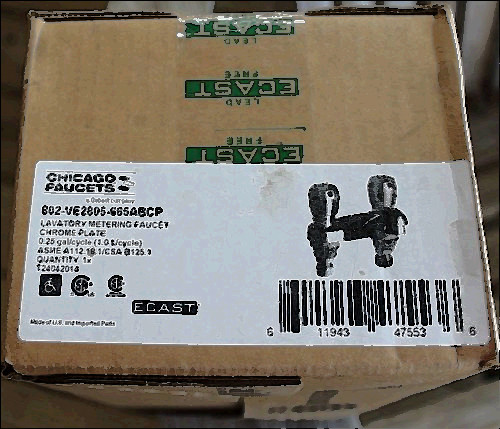 LEAD
ECAST
FREE
LEAD
ECAST
FREE
CHICAGO
FAUCETS
a Geberit company
802-VE2805-665ABCP
LAVATORY METERING FAUCET
CHROME PLATE
0.25 gal/cycle (1.0 l/cycle)
ASME A112.18.1/CSA B125.1
QUANTITY: 1x
ECAST
Made of U.S. and Imported Parts
6 11943 47553 6